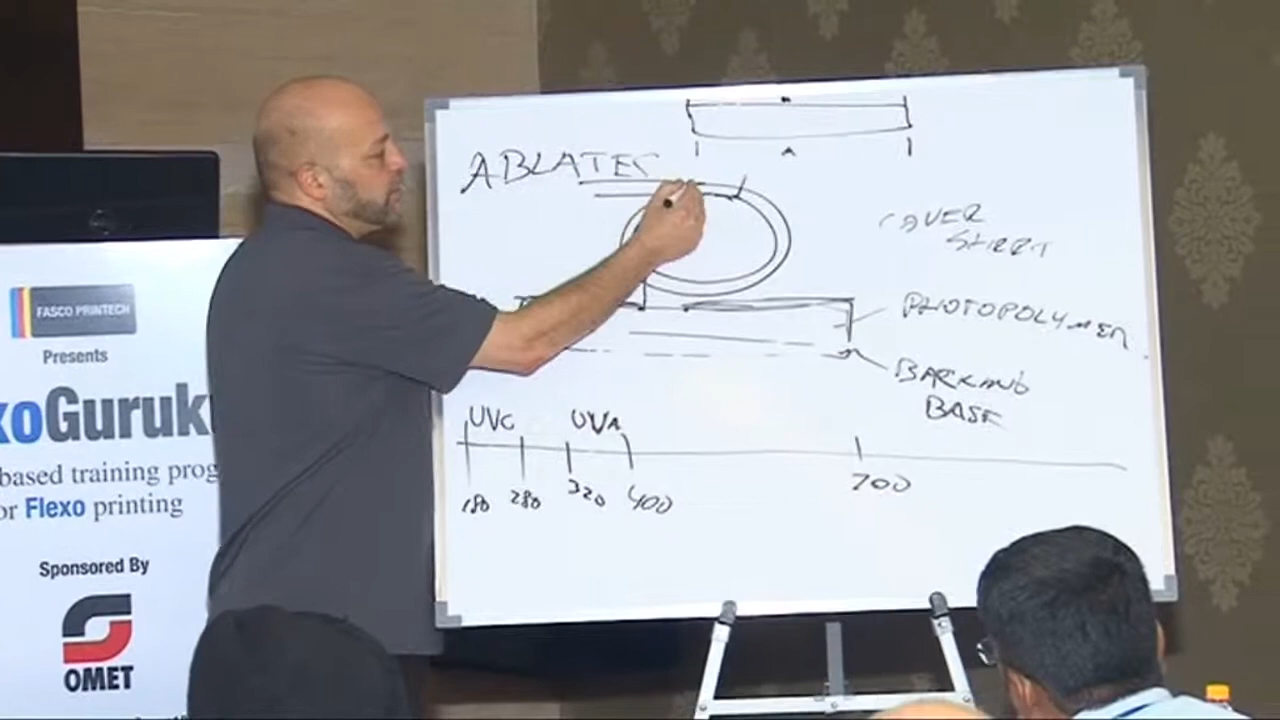 FASCO PRINTECH
Presents
xoGuruk
based training prog
or Flexo printing
Sponsored By
OMET
B
A
ABLATE
COVER
SHEET
PHOTOPOLYMER
BACKING
BASE
UVC UVA
180 280 320 400 700